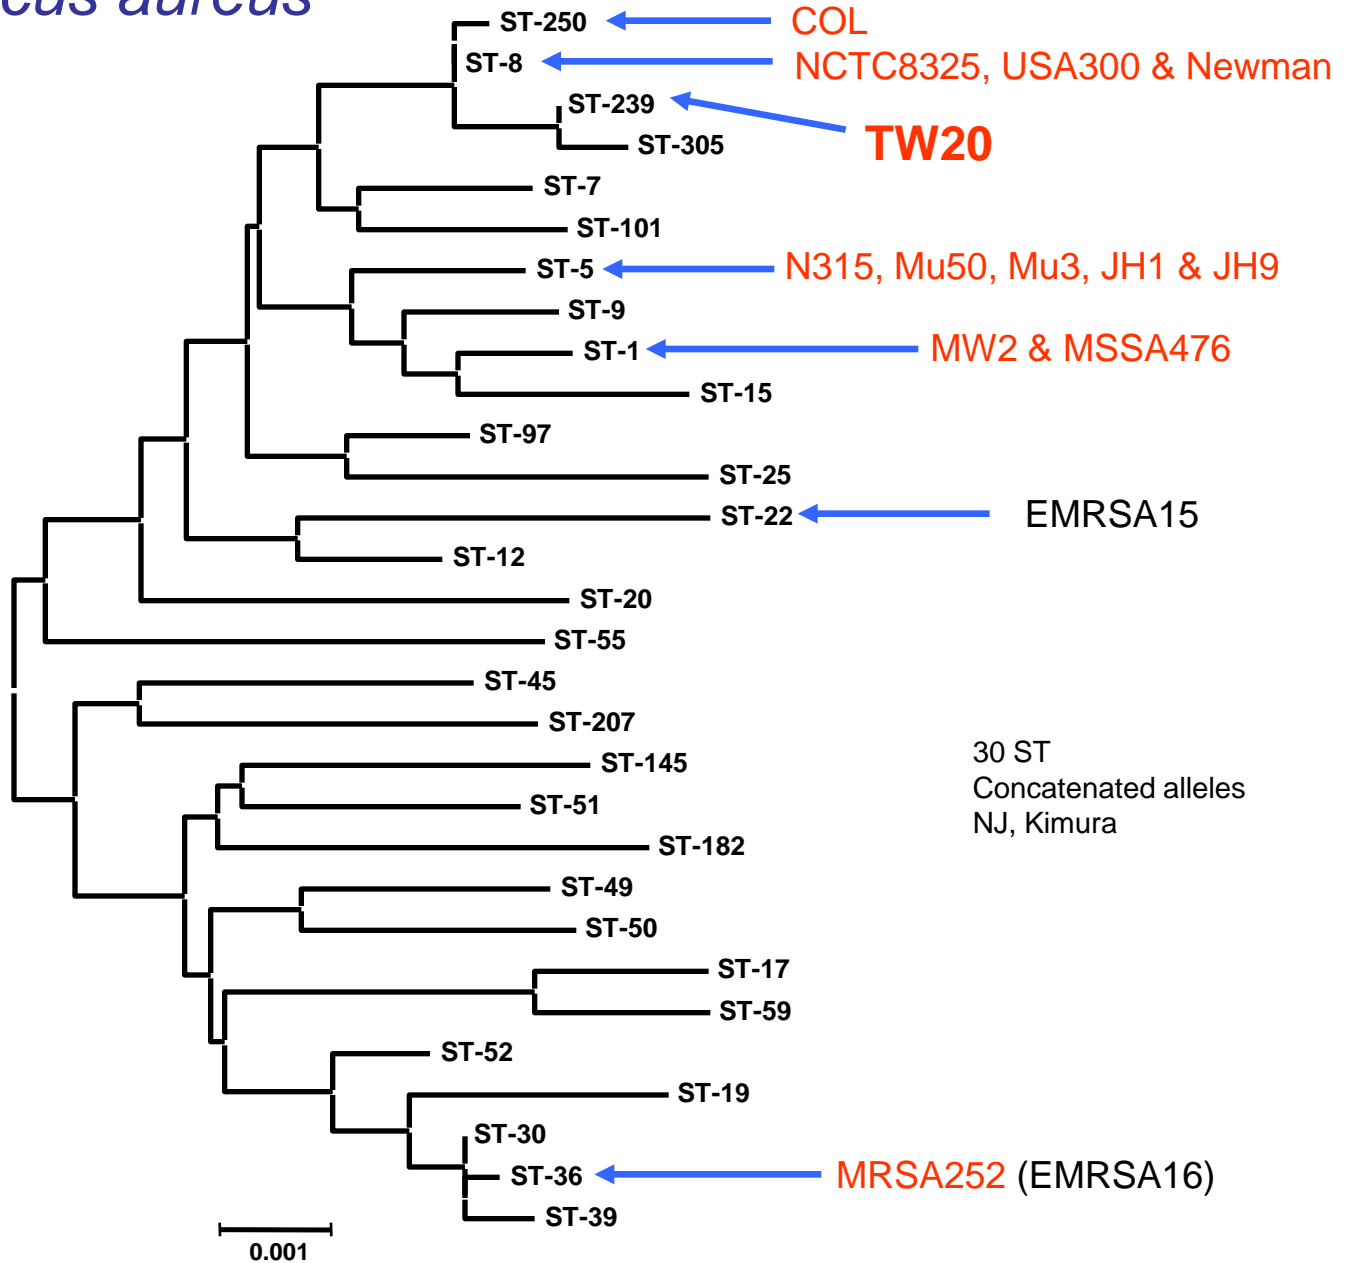 cus aureus
ST-250 COL
ST-8 NCTC8325, USA300 & Newman
ST-239 TW20
ST-305
ST-7
ST-101
ST-5 N315, Mu50, Mu3, JH1 & JH9
ST-9
ST-1 MW2 & MSSA476
ST-15
ST-97
ST-25
ST-22 EMRSA15
ST-12
ST-20
ST-55
ST-45
ST-207
30 ST
Concatenated alleles
NJ, Kimura
ST-145
ST-51
ST-182
ST-49
ST-50
ST-17
ST-59
ST-52
ST-19
ST-30
ST-36 MRSA252 (EMRSA16)
ST-39
0.001